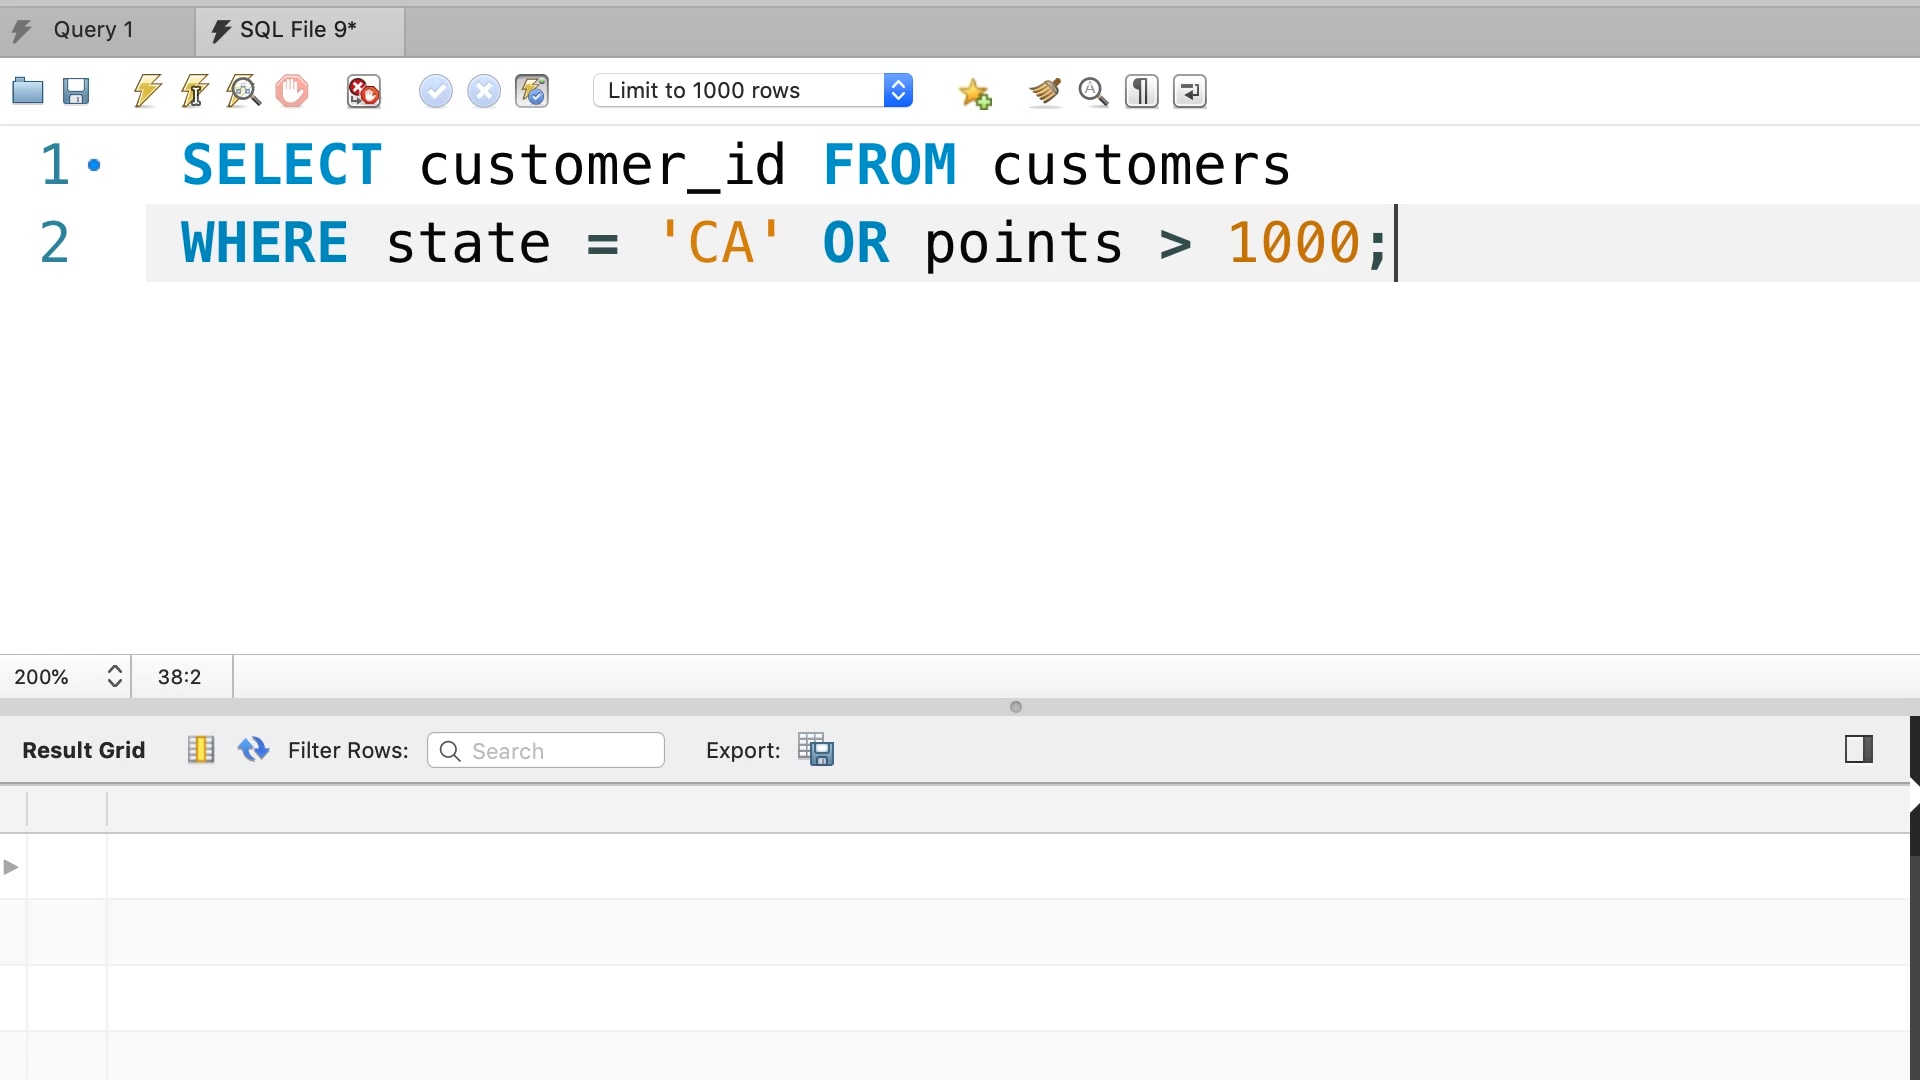 Query 1
SQL File 9*
Limit to 1000 rows
1 SELECT customer_id FROM customers
2 WHERE state = 'CA' OR points > 1000;
200% 38:2
Result Grid Filter Rows: Search Export: